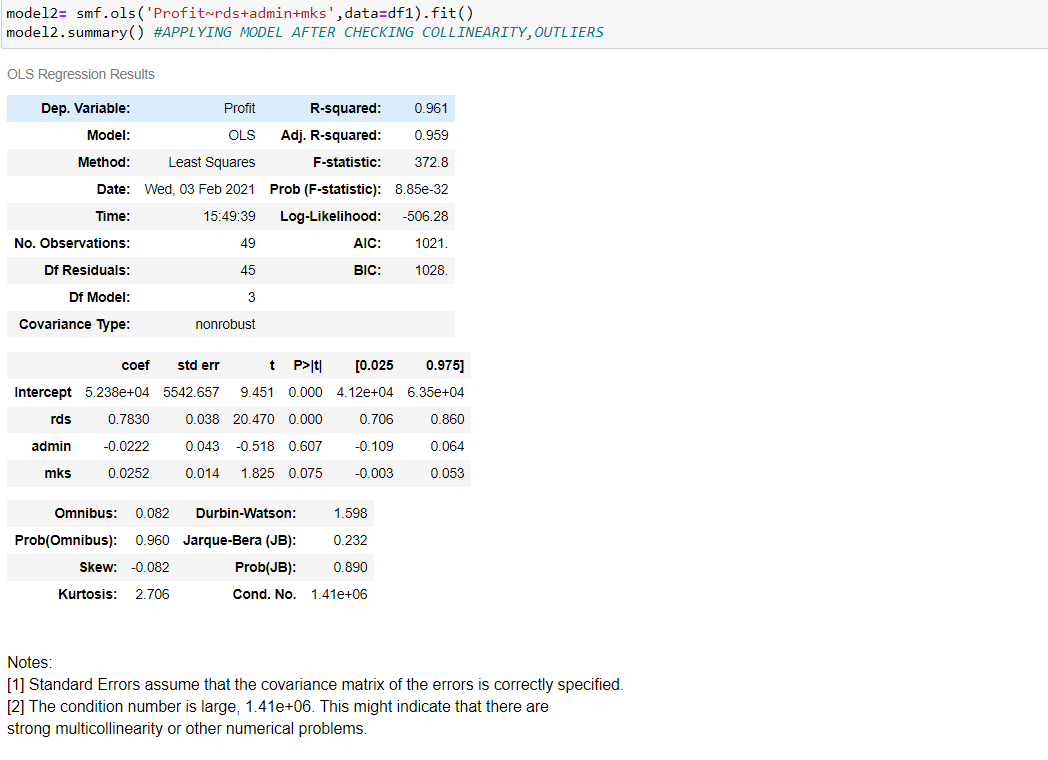 model2= smf.ols('Profit~rds+admin+mks',data=df1).fit()
model2.summary() #APPLYING MODEL AFTER CHECKING COLLINEARITY,OUTLIERS
OLS Regression Results
Dep. Variable: Profit R-squared: 0.961
Model: OLS Adj. R-squared: 0.959
Method: Least Squares F-statistic: 372.8
Date: Wed, 03 Feb 2021 Prob (F-statistic): 8.85e-32
Time: 15:49:39 Log-Likelihood: -506.28
No. Observations: 49 AIC: 1021.
Df Residuals: 45 BIC: 1028.
Df Model: 3
Covariance Type: nonrobust
coef std err t P>|t| [0.025 0.975]
Intercept 5.238e+04 5542.657 9.451 0.000 4.12e+04 6.35e+04
rds 0.7830 0.038 20.470 0.000 0.706 0.860
admin -0.0222 0.043 -0.518 0.607 -0.109 0.064
mks 0.0252 0.014 1.825 0.075 -0.003 0.053
Omnibus: 0.082 Durbin-Watson: 1.598
Prob(Omnibus): 0.960 Jarque-Bera (JB): 0.232
Skew: -0.082 Prob(JB): 0.890
Kurtosis: 2.706 Cond. No. 1.41e+06
Notes:
[1] Standard Errors assume that the covariance matrix of the errors is correctly specified.
[2] The condition number is large, 1.41e+06. This might indicate that there are
strong multicollinearity or other numerical problems.